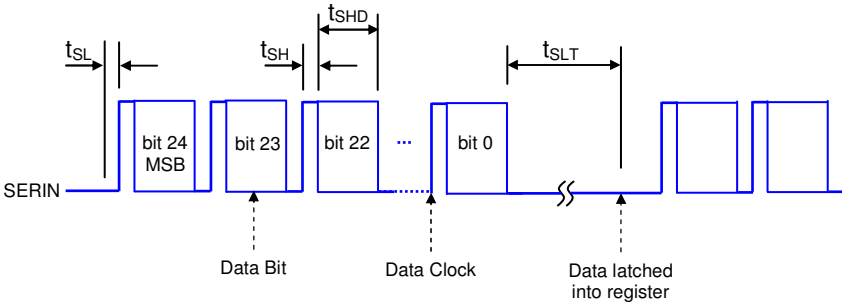 tSHD
tSL
tSH
tSLT
bit 24
MSB
bit 23
bit 22
...
bit 0
SERIN
Data Bit
Data Clock
Data latched
into register